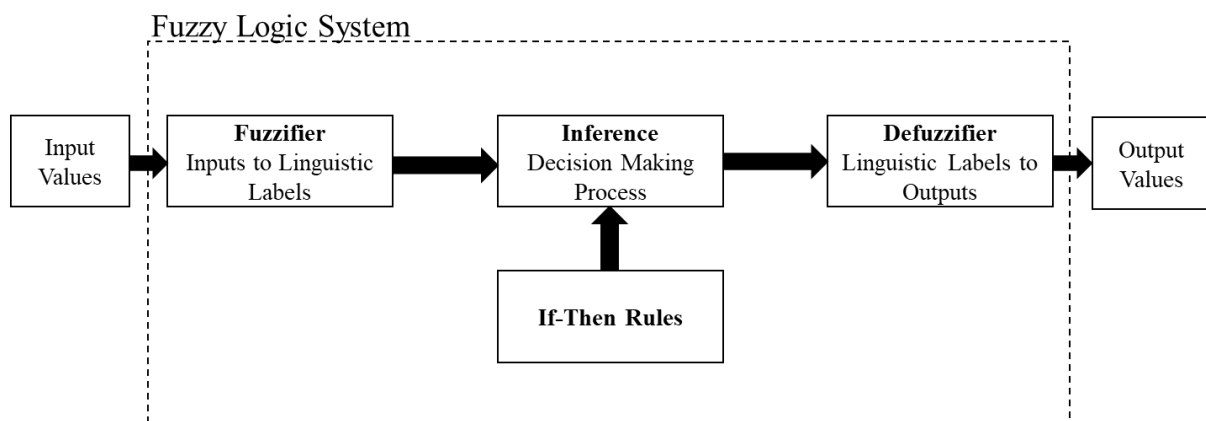 Fuzzy Logic System
Input
Values
Fuzzifier
Inputs to Linguistic
Labels
Inference
Decision Making
Process
Defuzzifier
Linguistic Labels to
Outputs
Output
Values
If-Then Rules